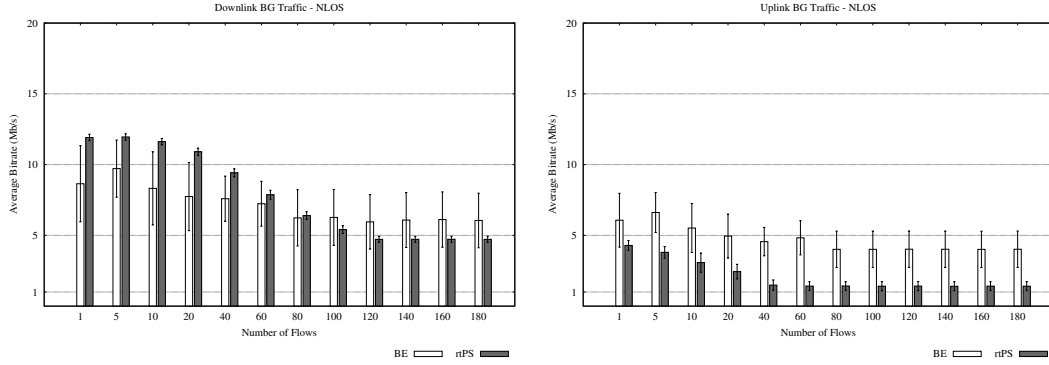 Downlink BG Traffic - NLOS
20
15
10
5
1
Average Bitrate (Mb/s)
1 5 10 20 40 60 80 100 120 140 160 180
Number of Flows
BE rtPS
Uplink BG Traffic - NLOS
20
15
10
5
1
Average Bitrate (Mb/s)
1 5 10 20 40 60 80 100 120 140 160 180
Number of Flows
BE rtPS